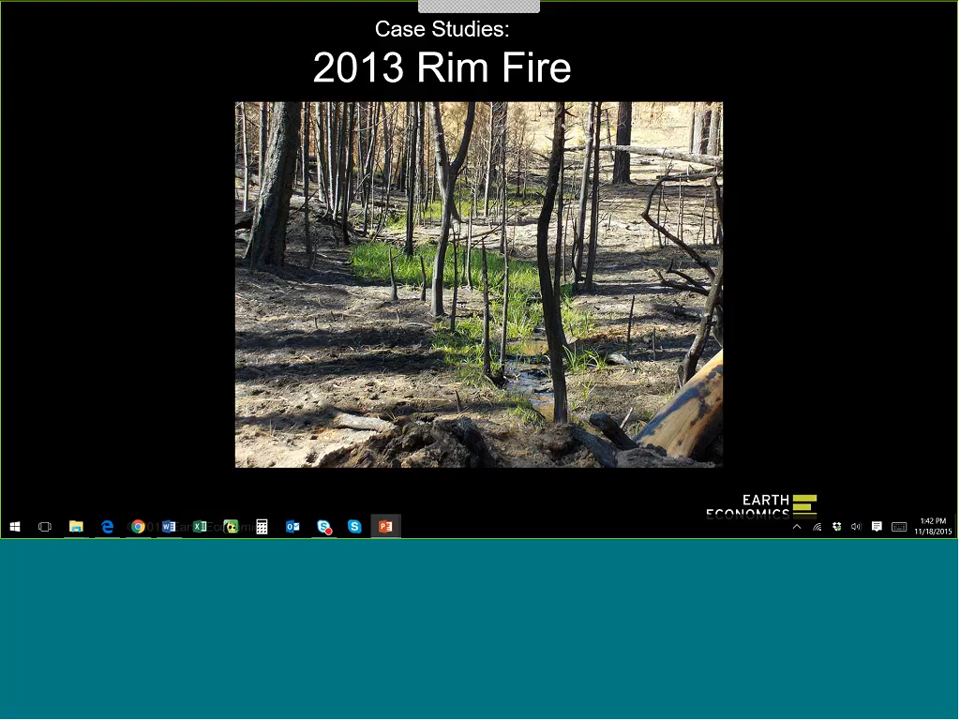 Case Studies:
2013 Rim Fire
EARTH
ECONOMICS
1:42 PM
11/18/2015